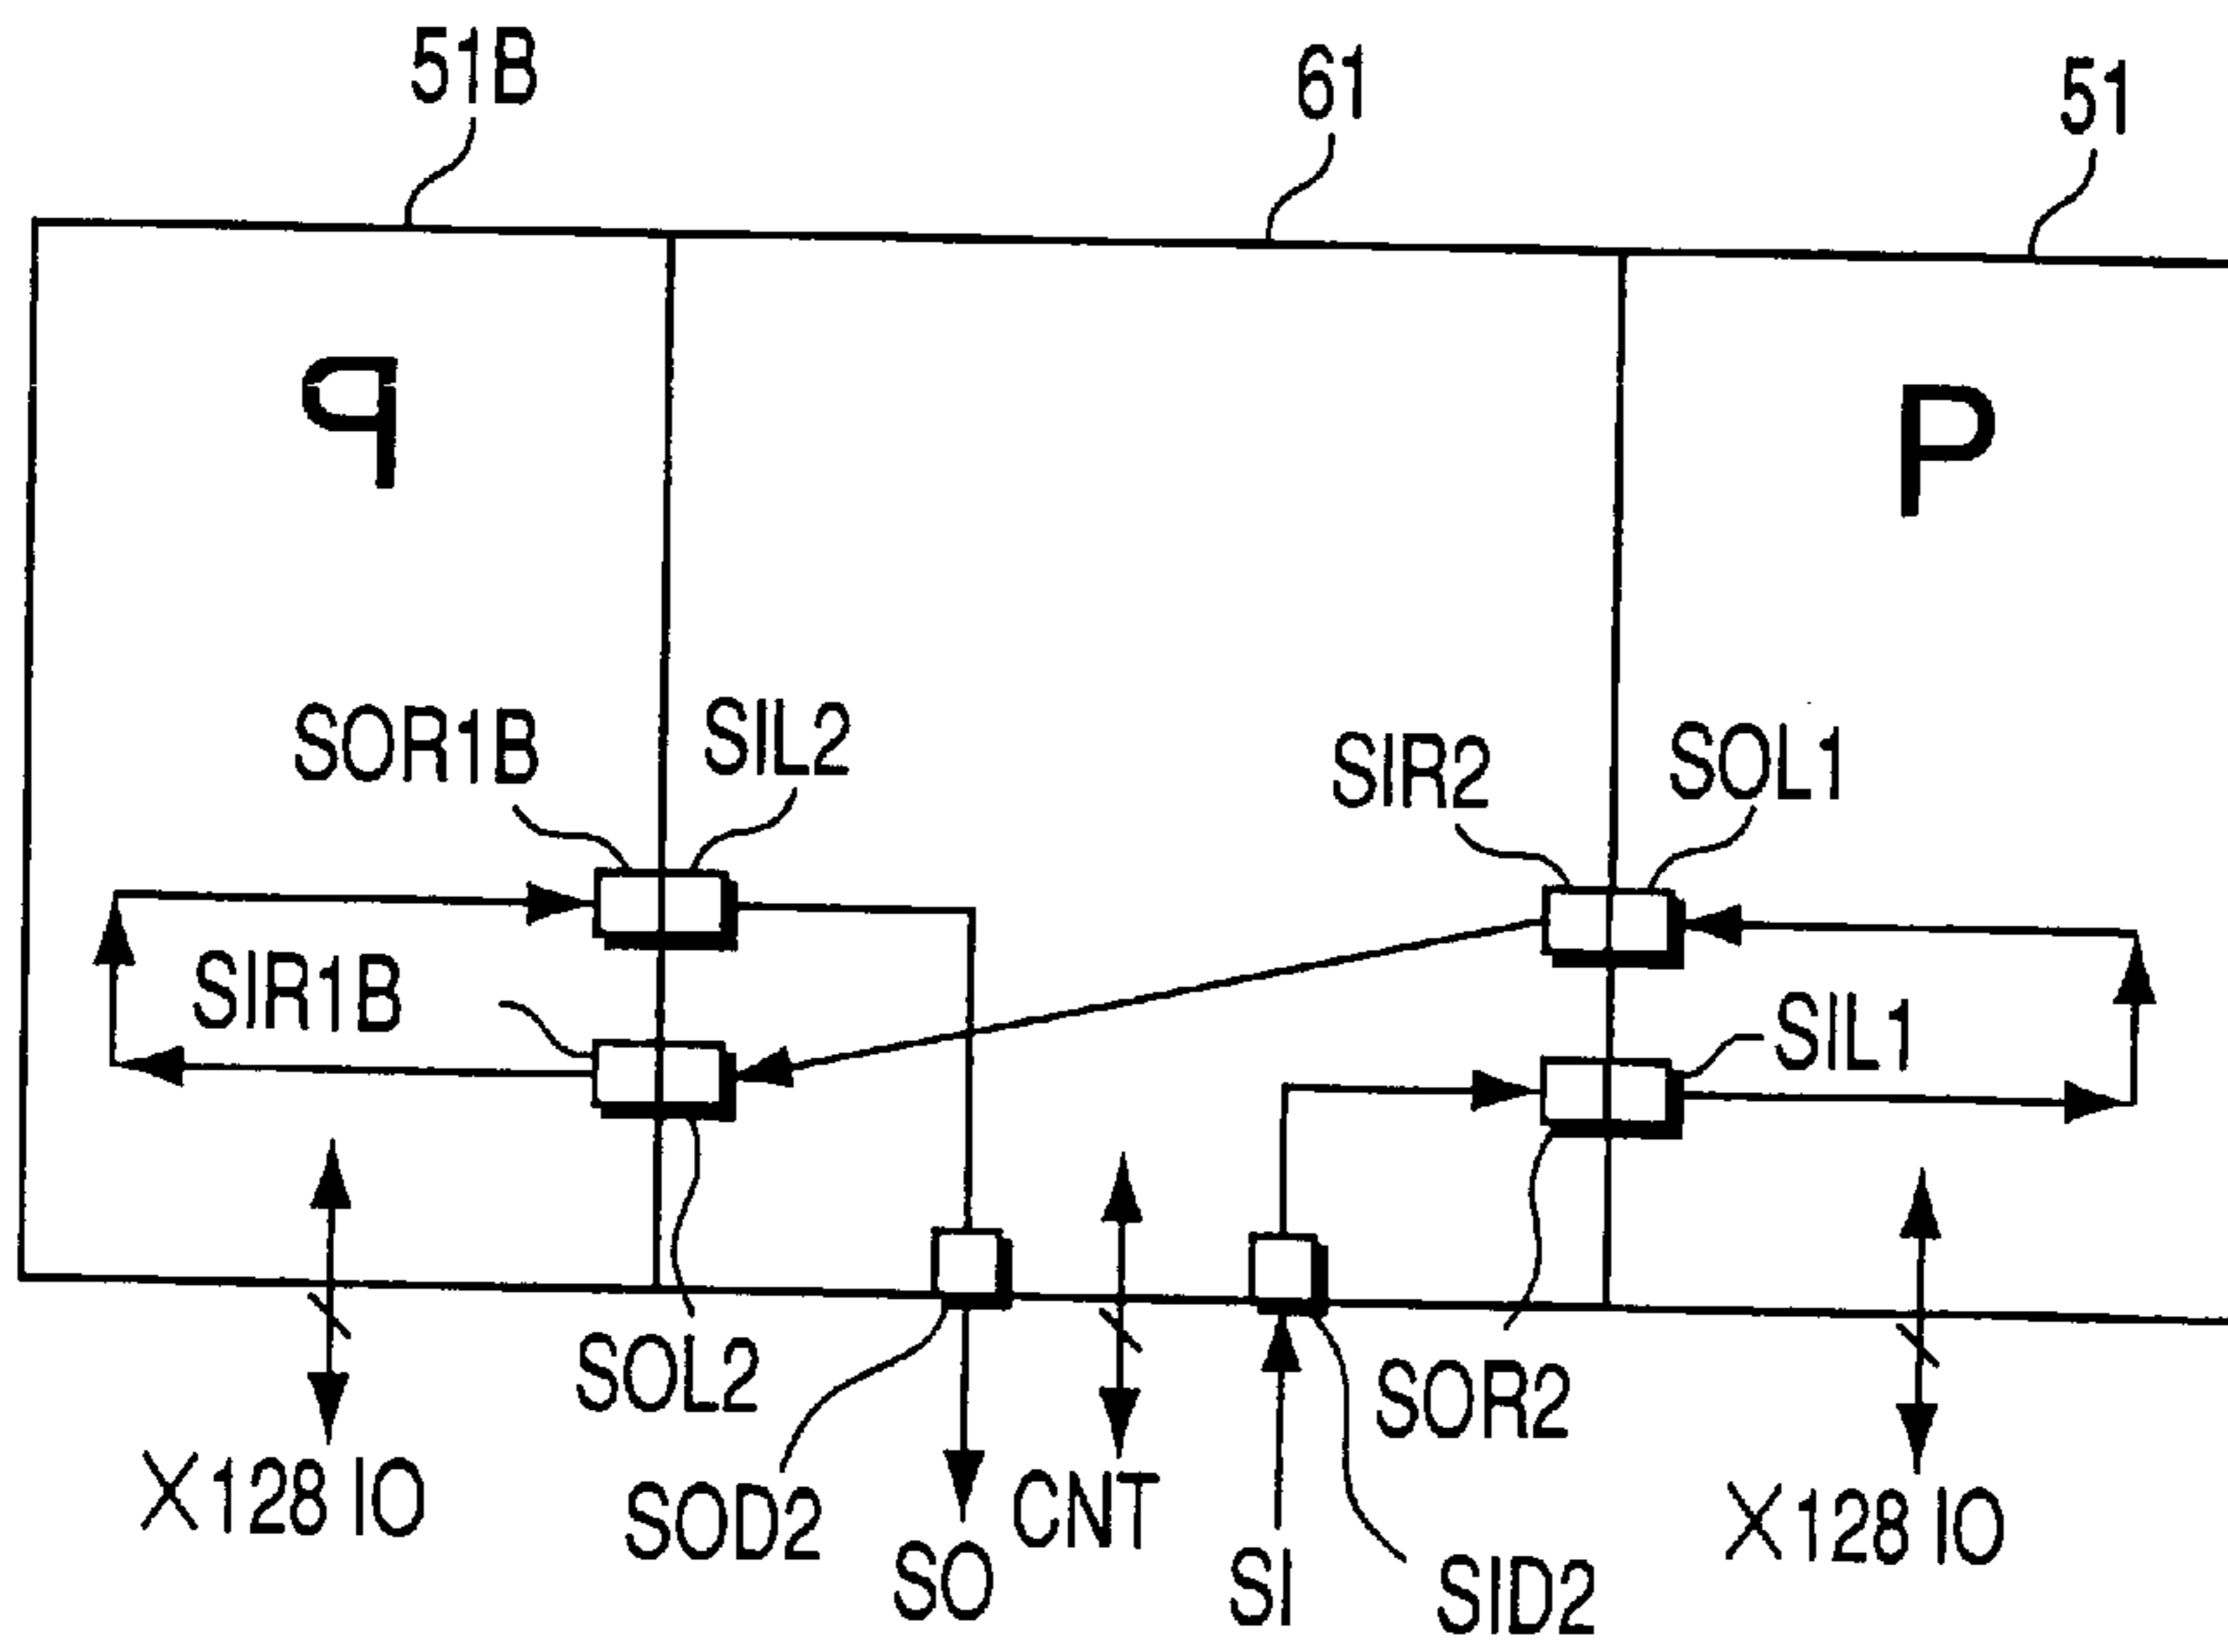 51B
61
51
P
P
SOR1B
SIL2
SIR2
SOL1
SIR1B
SIL1
SOL2
SOR2
X128 IO
SOD2
SO
CNT
SI
SID2
X128 IO